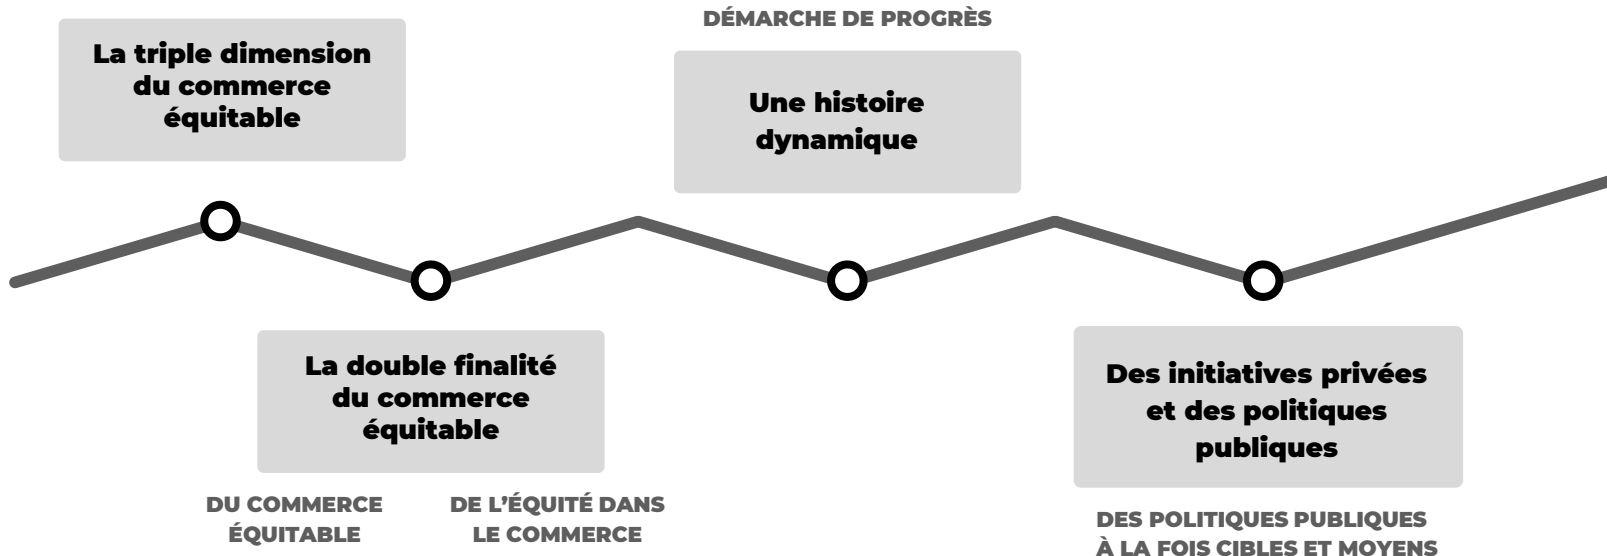 La triple dimension
du commerce
équitable
DÉMARCHE DE PROGRÈS
Une histoire
dynamique
La double finalité
du commerce
équitable
DU COMMERCE
ÉQUITABLE
DE L’ÉQUITÉ DANS
LE COMMERCE
Des initiatives privées
et des politiques
publiques
DES POLITIQUES PUBLIQUES
À LA FOIS CIBLES ET MOYENS